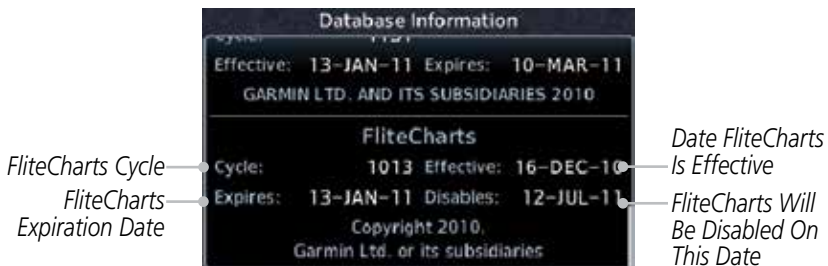 Database Information
Effective: 13-JAN-11 Expires: 10-MAR-11
GARMIN LTD. AND ITS SUBSIDIARIES 2010
FliteCharts
Cycle: 1013 Effective: 16-DEC-10
Expires: 13-JAN-11 Disables: 12-JUL-11
Copyright 2010.
Garmin Ltd. or its subsidiaries
FliteCharts Cycle
FliteCharts
Expiration Date
Date FliteCharts
Is Effective
FliteCharts Will
Be Disabled On
This Date